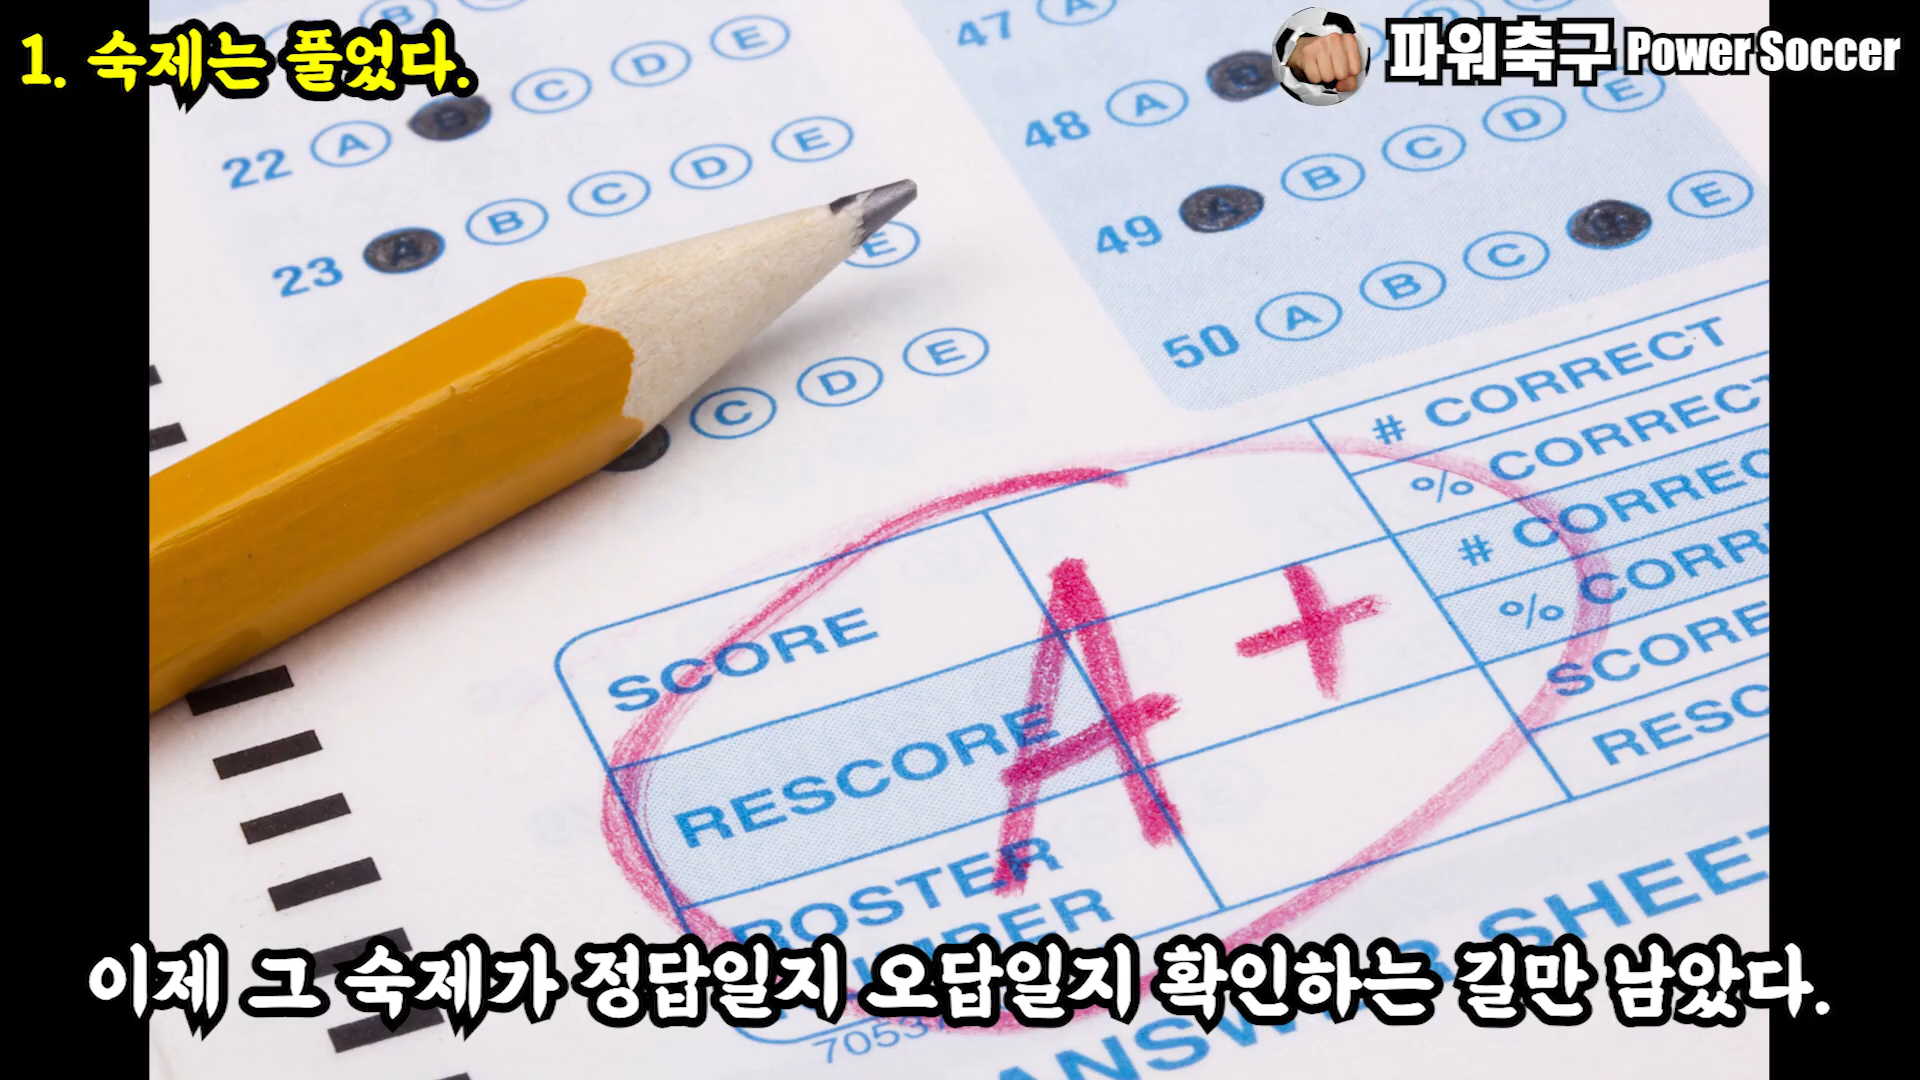 1. 숙제는 풀었다.
파워축구 Power Soccer
B
C D E
22 A B C D E
23 A B C D E
E
C D E
47 A
48 A B C D E
49 A B C D E
50 A B C D E
# CORRECT
% CORRECT
# CORREC
% CORR
SCORE
RESC
SCORE
RESCORE
ROSTER
NUMBER
A+
ANSWER SHEET
이제 그 숙제가 정답일지 오답일지 확인하는 길만 남았다.